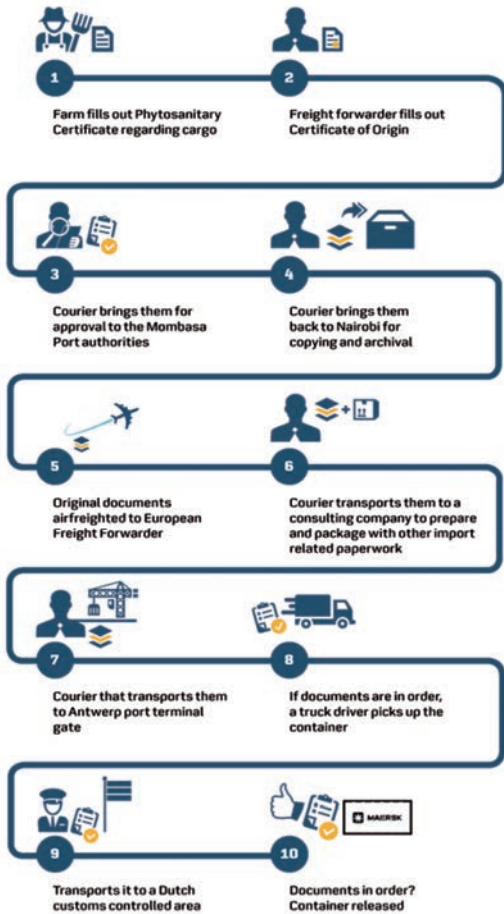 1
Farm fills out Phytosanitary
Certificate regarding cargo
2
Freight forwarder fills out
Certificate of Origin
3
Courier brings them for
approval to the Mombasa
Port authorities
4
Courier brings them
back to Nairobi for
copying and archival
5
Original documents
airfreighted to European
Freight Forwarder
6
Courier transports them to a
consulting company to prepare
and package with other import
related paperwork
7
Courier that transports them
to Antwerp port terminal
gate
8
If documents are in order,
a truck driver picks up the
container
9
Transports it to a Dutch
customs controlled area
MAERSK
10
Documents in order?
Container released